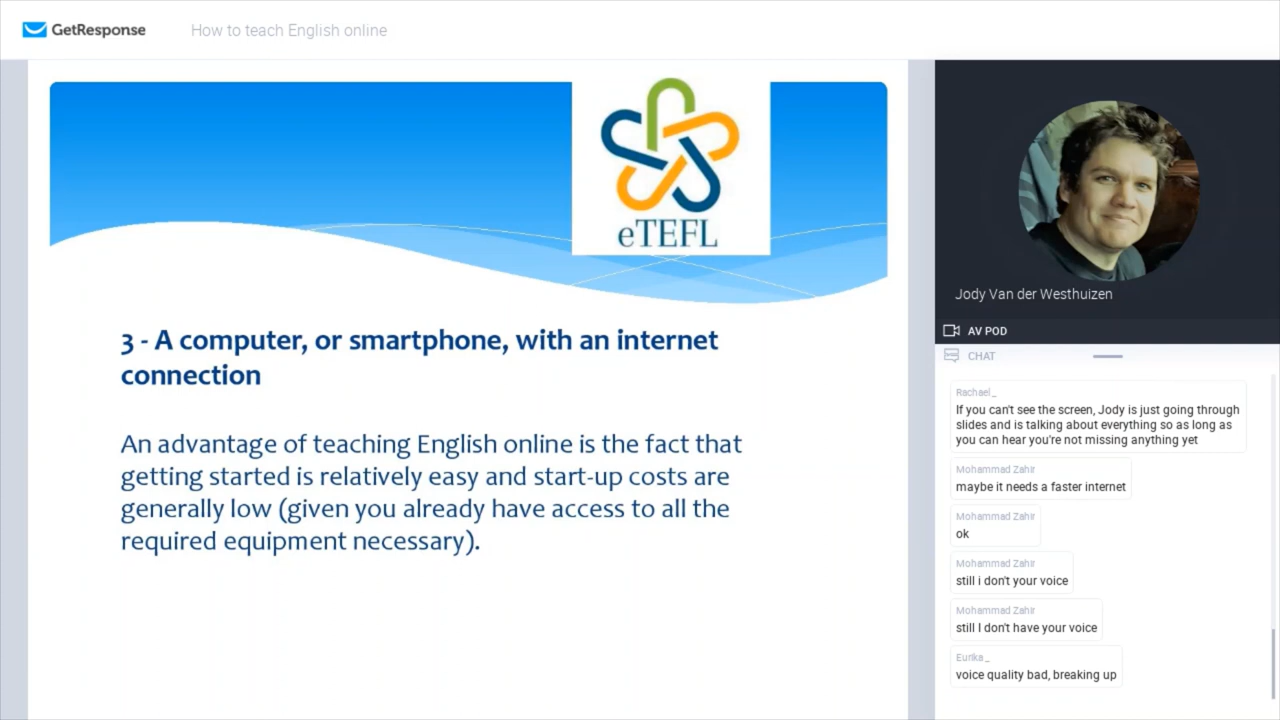 GetResponse
How to teach English online
eTEFL
3 - A computer, or smartphone, with an internet
connection
An advantage of teaching English online is the fact that
getting started is relatively easy and start-up costs are
generally low (given you already have access to all the
required equipment necessary).
Jody Van der Westhuizen
AV POD
CHAT
Rachael_
If you can't see the screen, Jody is just going through
slides and is talking about everything so as long as
you can hear you're not missing anything yet
Mohammad Zahir
maybe it needs a faster internet
Mohammad Zahir
ok
Mohammad Zahir
still i don't your voice
Mohammad Zahir
still I don't have your voice
Eurika_
voice quality bad, breaking up